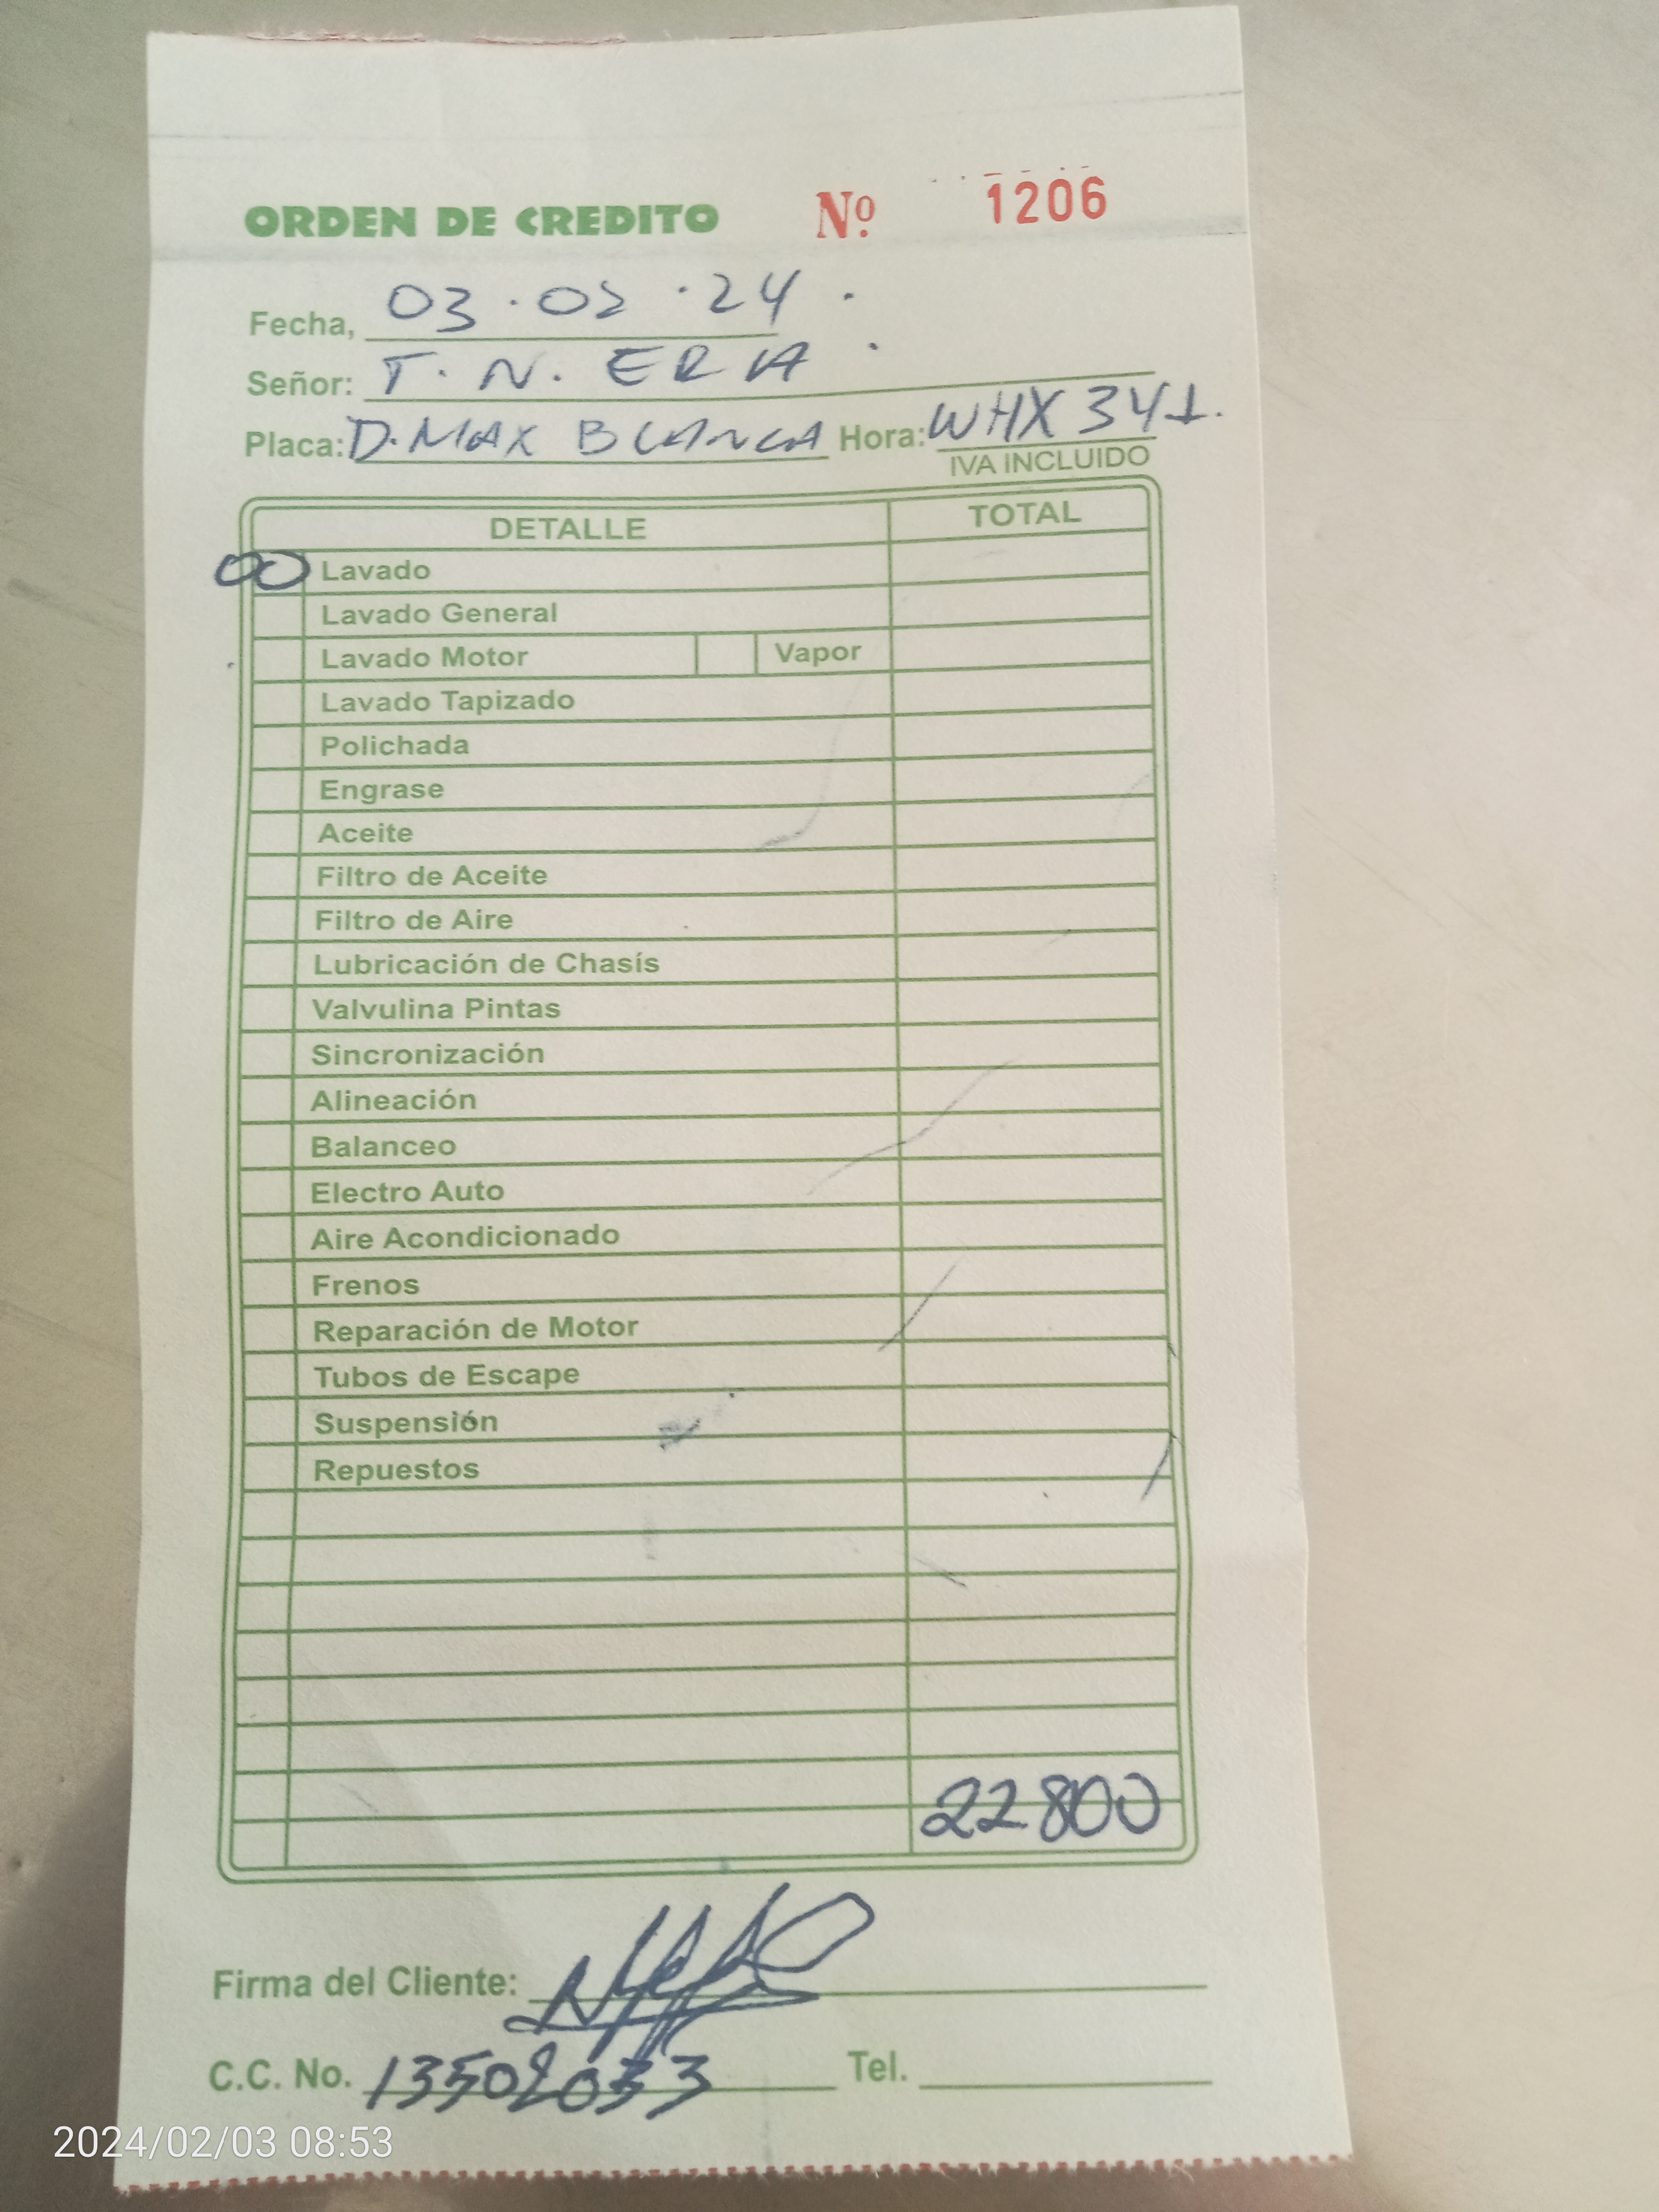 ORDEN DE CREDITO Nº. 1206
Fecha, 03.02.24.
Señor: T. N. ERIA.
Placa: D.MAX BLANCA Hora: WHX 341.
IVA INCLUIDO
DETALLE TOTAL
Lavado
Lavado General
Lavado Motor Vapor
Lavado Tapizado
Polichada
Engrase
Aceite
Filtro de Aceite
Filtro de Aire
Lubricación de Chasís
Valvulina Pintas
Sincronización
Alineación
Balanceo
Electro Auto
Aire Acondicionado
Frenos
Reparación de Motor
Tubos de Escape
Suspensión
Repuestos
22800
Firma del Cliente:
C.C. No. 13502033 Tel.
2024/02/03 08:53